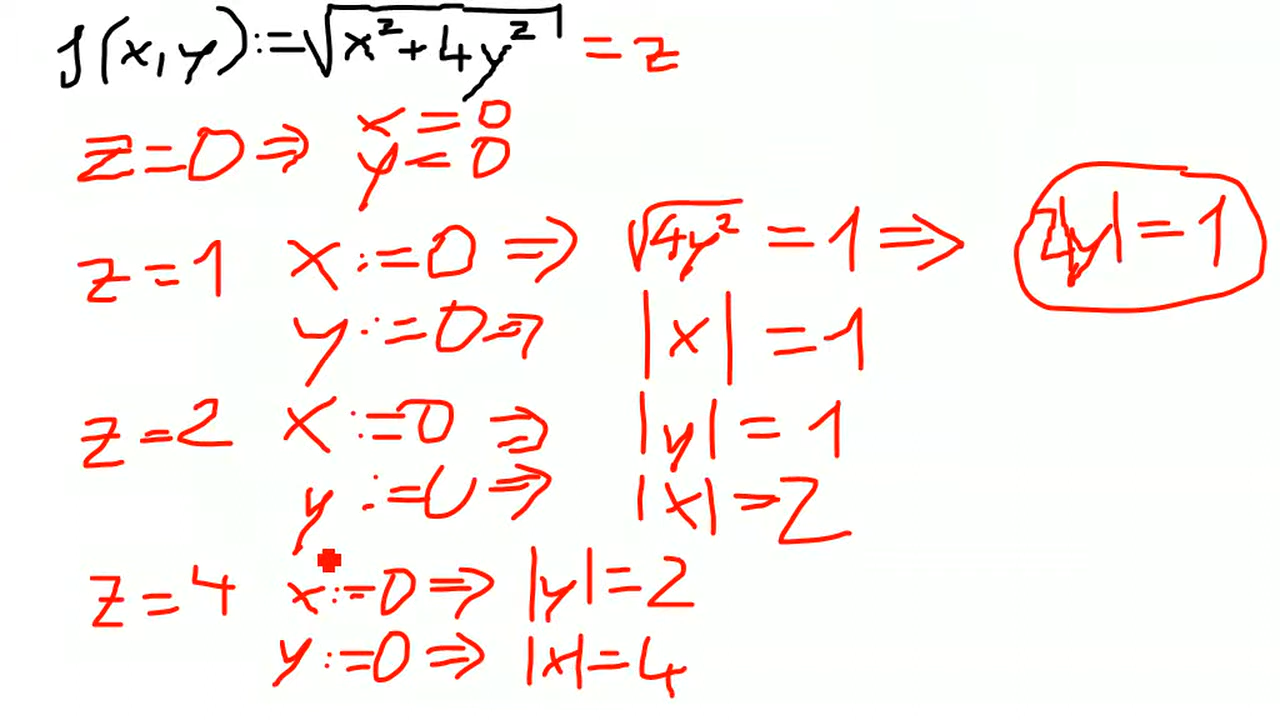 f(x,y) := √(x²+4y²) = z
z = 0 ⇒ x = 0
y = 0
z = 1 x := 0 ⇒ √(4y²) = 1 ⇒ |y| = 1
y := 0 ⇒ |x| = 1
z = 2 x := 0 ⇒ |y| = 1
y := 0 ⇒ |x| = 2
z = 4 x := 0 ⇒ |y| = 2
y := 0 ⇒ |x| = 4